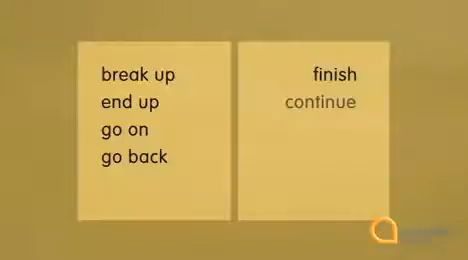 break up
end up
go on
go back
finish
continue